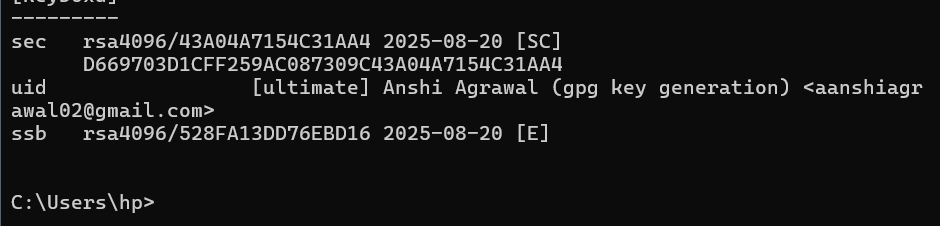 [keyboxd]
---------
sec   rsa4096/43A04A7154C31AA4 2025-08-20 [SC]
      D669703D1CFF259AC087309C43A04A7154C31AA4
uid                 [ultimate] Anshi Agrawal (gpg key generation) <aanshiagr
awal02@gmail.com>
ssb   rsa4096/528FA13DD76EBD16 2025-08-20 [E]
C:\Users\hp>